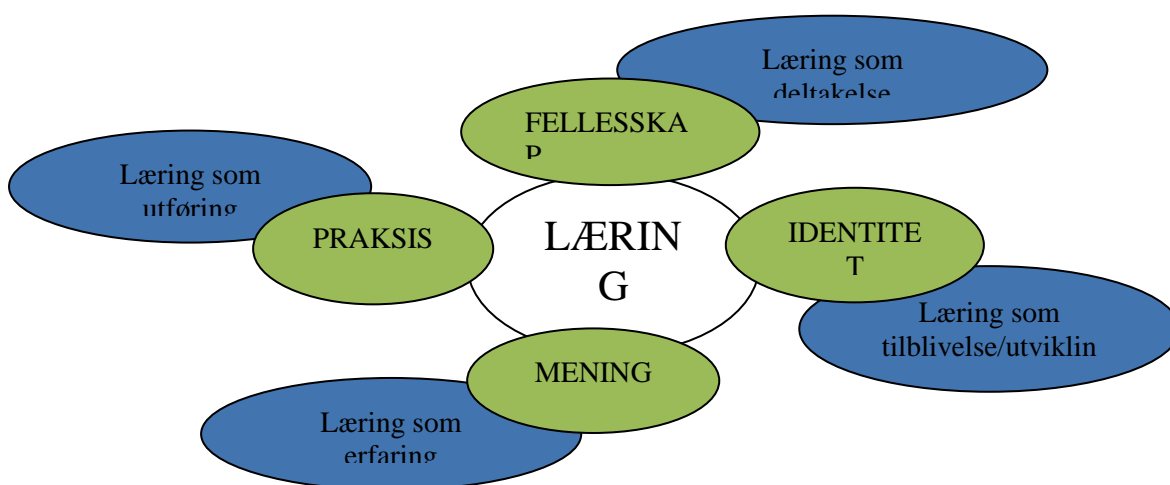 Læring som
deltakelse
FELLESSKA
P
Læring som
utføring
PRAKSIS
LÆRIN
G
IDENTITE
T
Læring som
tilblivelse/utviklin
MENING
Læring som
erfaring